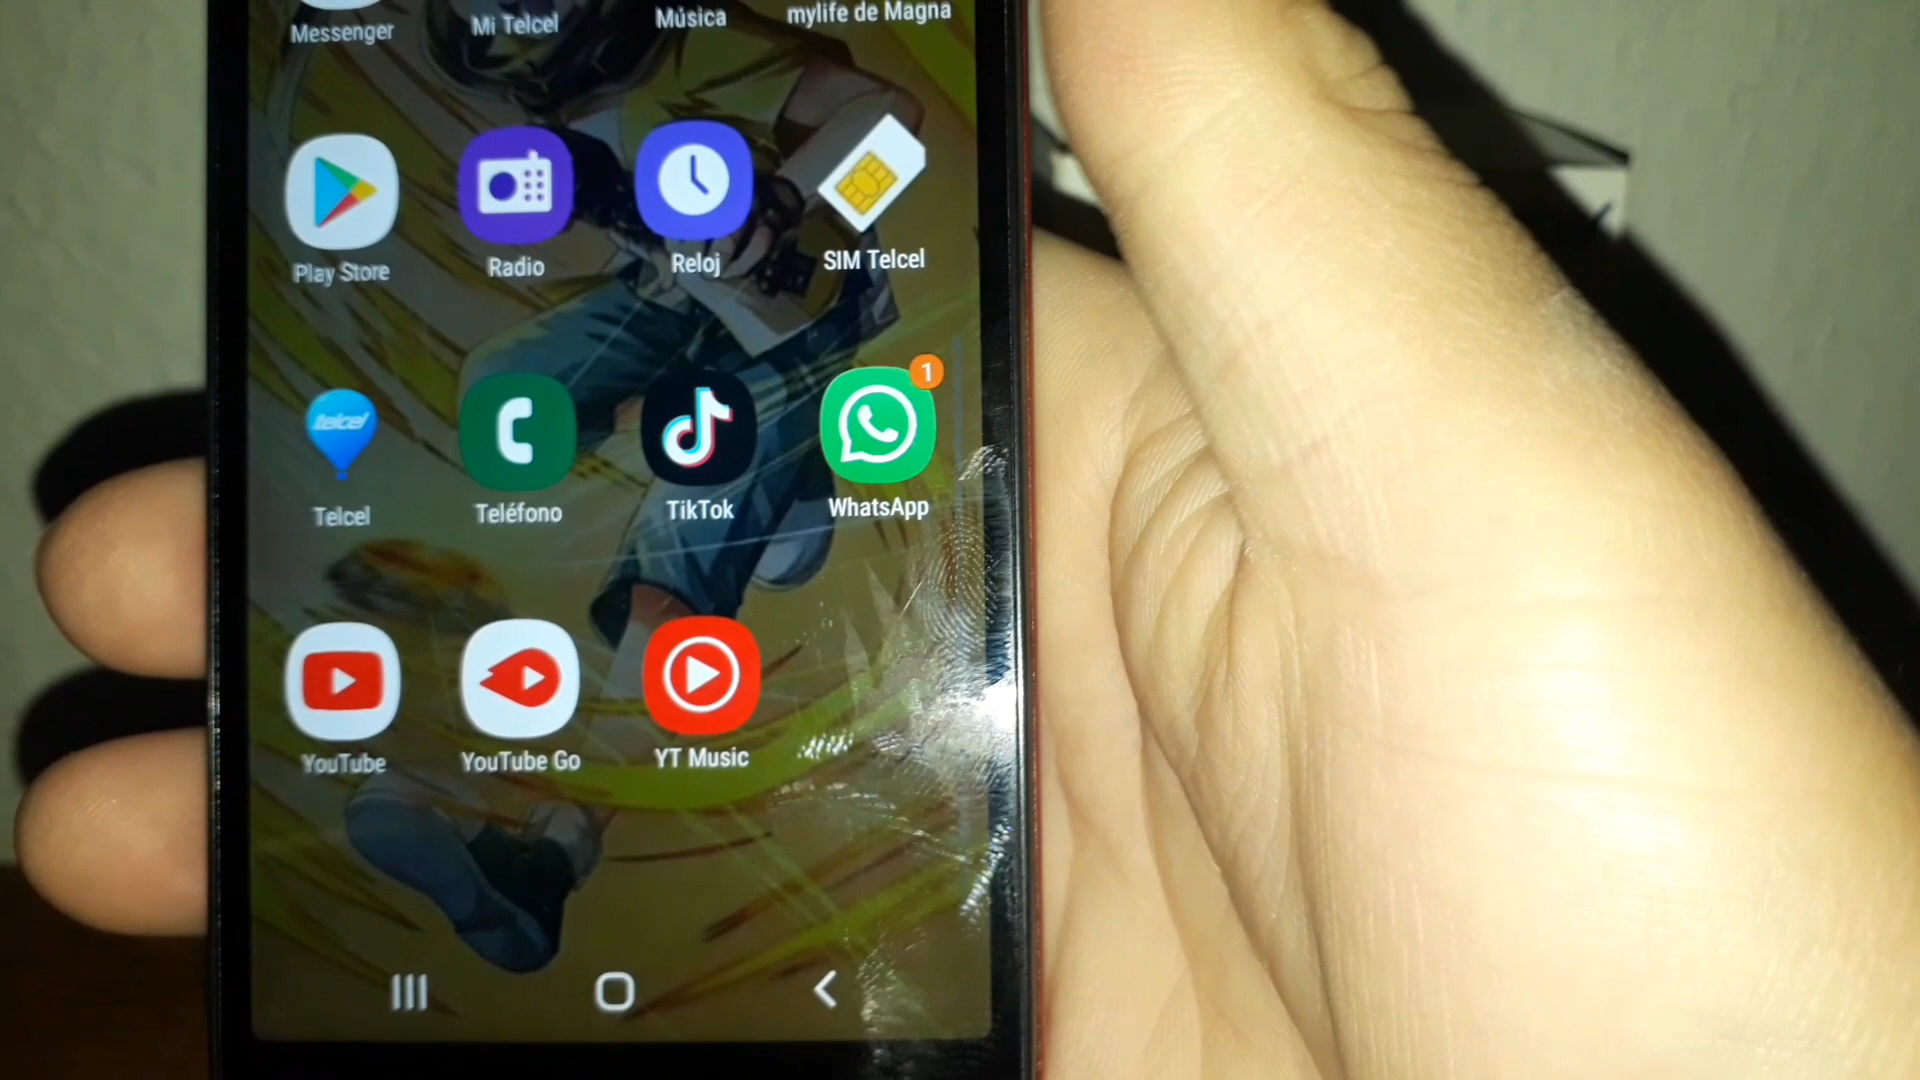 Messenger
Mi Telcel
Música
mylife de Magna
Play Store
Radio
Reloj
SIM Telcel
telcel
1
Telcel
Teléfono
TikTok
WhatsApp
YouTube
YouTube Go
YT Music